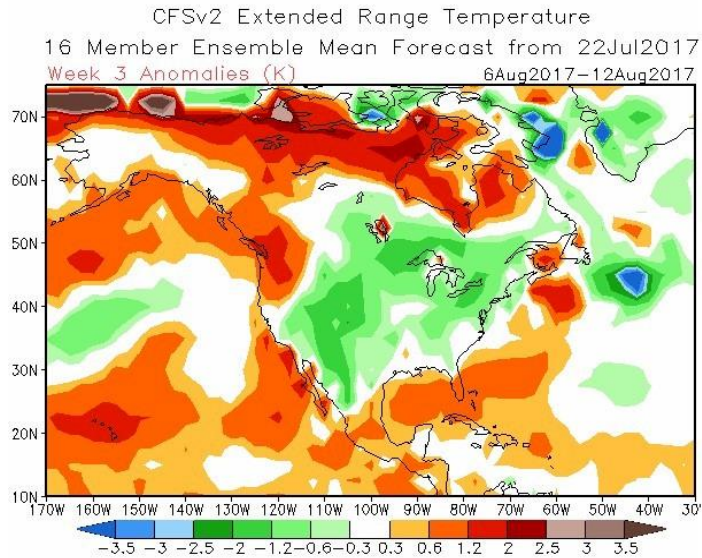 CFSv2 Extended Range Temperature
16 Member Ensemble Mean Forecast from 22Jul2017
Week 3 Anomalies (K) 6Aug2017-12Aug2017
70N
60N
50N
40N
30N
20N
10N
170W 160W 150W 140W 130W 120W 110W 100W 90W 80W 70W 60W 50W 40W 30W
-3.5 -3 -2.5 -2 -1.2 -0.6 -0.3 0.3 0.6 1.2 2 2.5 3 3.5